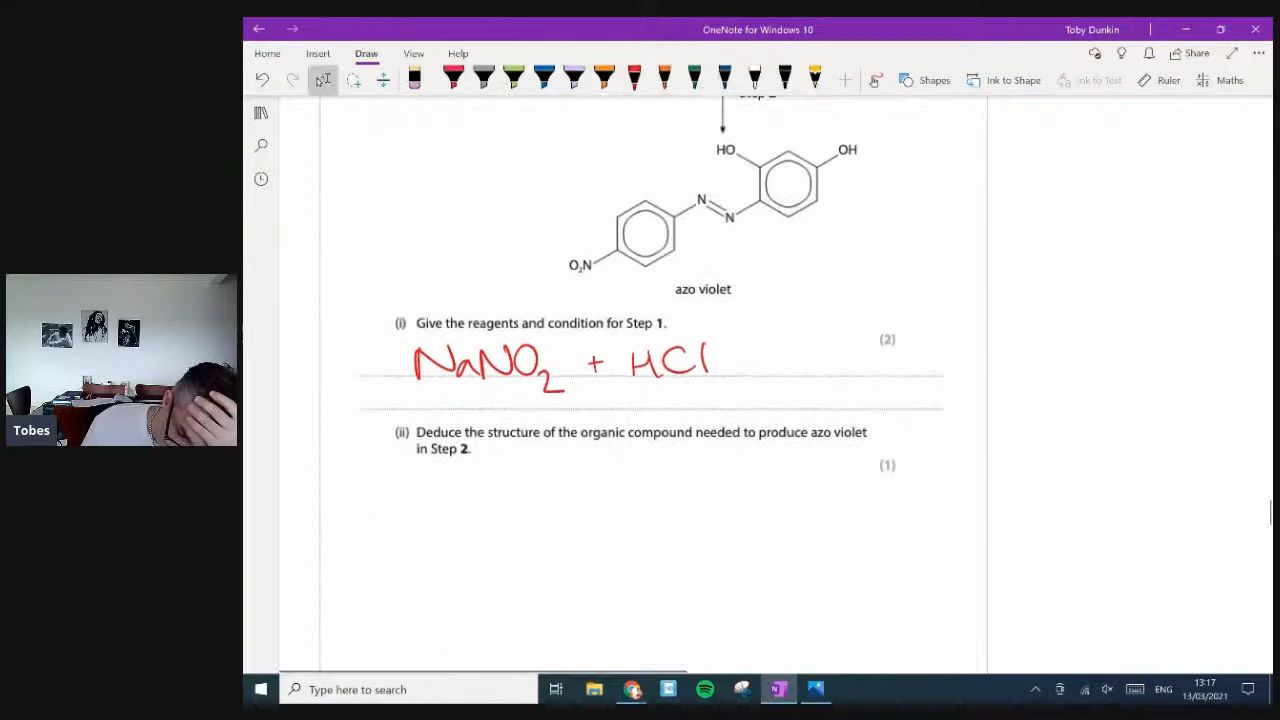 OneNote for Windows 10
Toby Dunkin
Home Insert Draw View Help
Share
Shapes Ink to Shape Ink to Text Ruler Maths
HO OH
N
N
O2N
azo violet
(i) Give the reagents and condition for Step 1.
(2)
NaNO2 + HCl
(ii) Deduce the structure of the organic compound needed to produce azo violet
in Step 2.
(1)
Tobes
Type here to search
ENG
13:17
13/03/2021